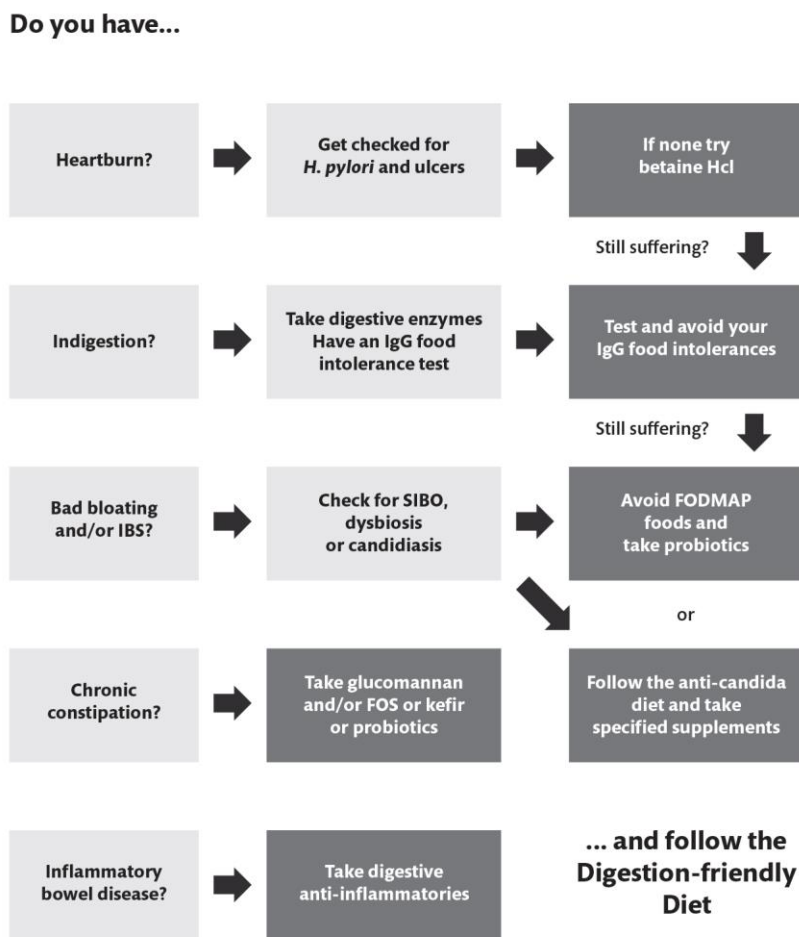 Do you have...
Heartburn?
Get checked for
H. pylori and ulcers
If none try
betaine Hcl
Still suffering?
Indigestion?
Take digestive enzymes
Have an IgG food
intolerance test
Test and avoid your
IgG food intolerances
Still suffering?
Bad bloating
and/or IBS?
Check for SIBO,
dysbiosis
or candidiasis
Avoid FODMAP
foods and
take probiotics
or
Chronic
constipation?
Take glucomannan
and/or FOS or kefir
or probiotics
Follow the anti-candida
diet and take
specified supplements
Inflammatory
bowel disease?
Take digestive
anti-inflammatories
... and follow the
Digestion-friendly
Diet